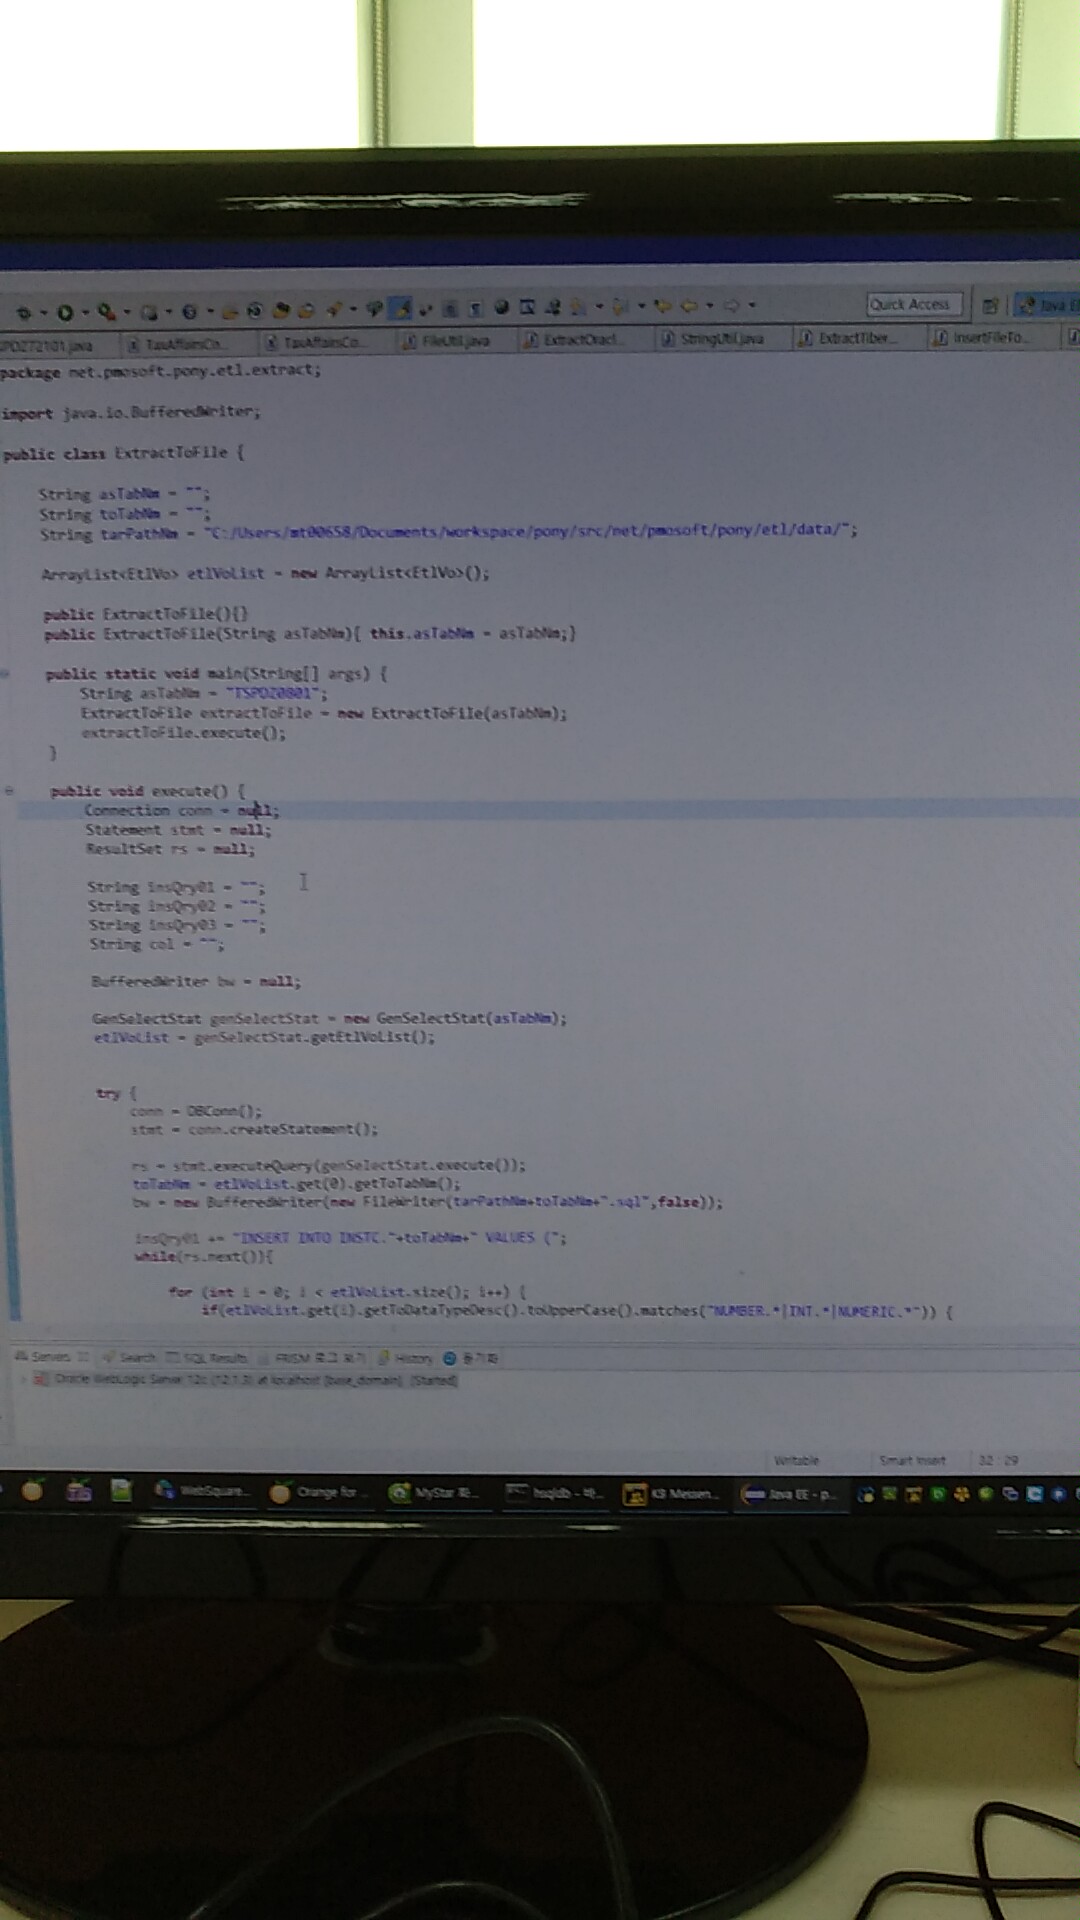 Quick Access
Java E
PDZ72101.java TaxAffairsCo... TaxAffairsCo... FileUtil.java ExtractOracl... StringUtil.java ExtractTiber... InsertFileTo...
package net.pmosoft.pony.etl.extract;
import java.io.BufferedWriter;
public class ExtractToFile {
String asTabNm = "";
String toTabNm = "";
String tarPathNm = "C:/Users/mt00658/Documents/workspace/pony/src/net/pmosoft/pony/etl/data/";
ArrayList<EtlVo> etlVoList = new ArrayList<EtlVo>();
public ExtractToFile(){}
public ExtractToFile(String asTabNm){ this.asTabNm = asTabNm;}
public static void main(String[] args) {
String asTabNm = "TSPDZ0801";
ExtractToFile extractToFile = new ExtractToFile(asTabNm);
extractToFile.execute();
}
public void execute() {
Connection conn = null;
Statement stmt = null;
ResultSet rs = null;
String insQry01 = "";
String insQry02 = "";
String insQry03 = "";
String col = "";
BufferedWriter bw = null;
GenSelectStat genSelectStat = new GenSelectStat(asTabNm);
etlVoList = genSelectStat.getEtlVoList();
try {
conn = DBConn();
stmt = conn.createStatement();
rs = stmt.executeQuery(genSelectStat.execute());
toTabNm = etlVoList.get(0).getToTabNm();
bw = new BufferedWriter(new FileWriter(tarPathNm+toTabNm+".sql",false));
insQry01 += "INSERT INTO INSTC."+toTabNm+" VALUES (";
while(rs.next()){
for (int i = 0; i < etlVoList.size(); i++) {
if(etlVoList.get(i).getToDataTypeDesc().toUpperCase().matches("NUMBER.*|INT.*|NUMERIC.*")) {
Servers Search SQL Results PRISM 로그 보기 History 동기화
Oracle WebLogic Server 12c (12.1.3) at localhost [base_domain] [Started]
Writable Smart Insert 32 : 29
WebSquare... Orange for ... MyStar hsqldb - KB Messen... Java EE - p...